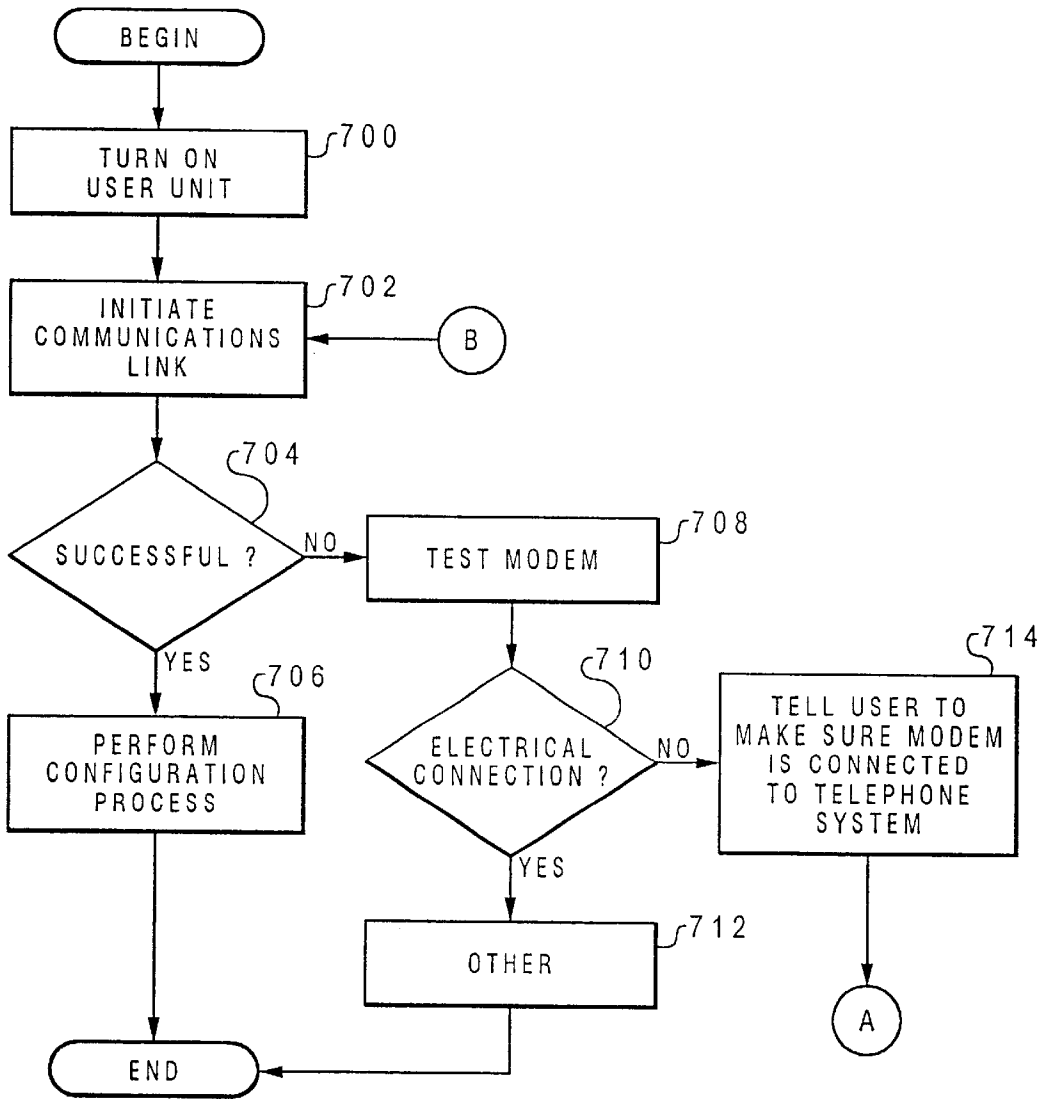 BEGIN
700
TURN ON
USER UNIT
702
INITIATE
COMMUNICATIONS
LINK
B
704
SUCCESSFUL ?
NO
708
TEST MODEM
YES
706
PERFORM
CONFIGURATION
PROCESS
710
ELECTRICAL
CONNECTION ?
NO
714
TELL USER TO
MAKE SURE MODEM
IS CONNECTED
TO TELEPHONE
SYSTEM
YES
712
OTHER
A
END